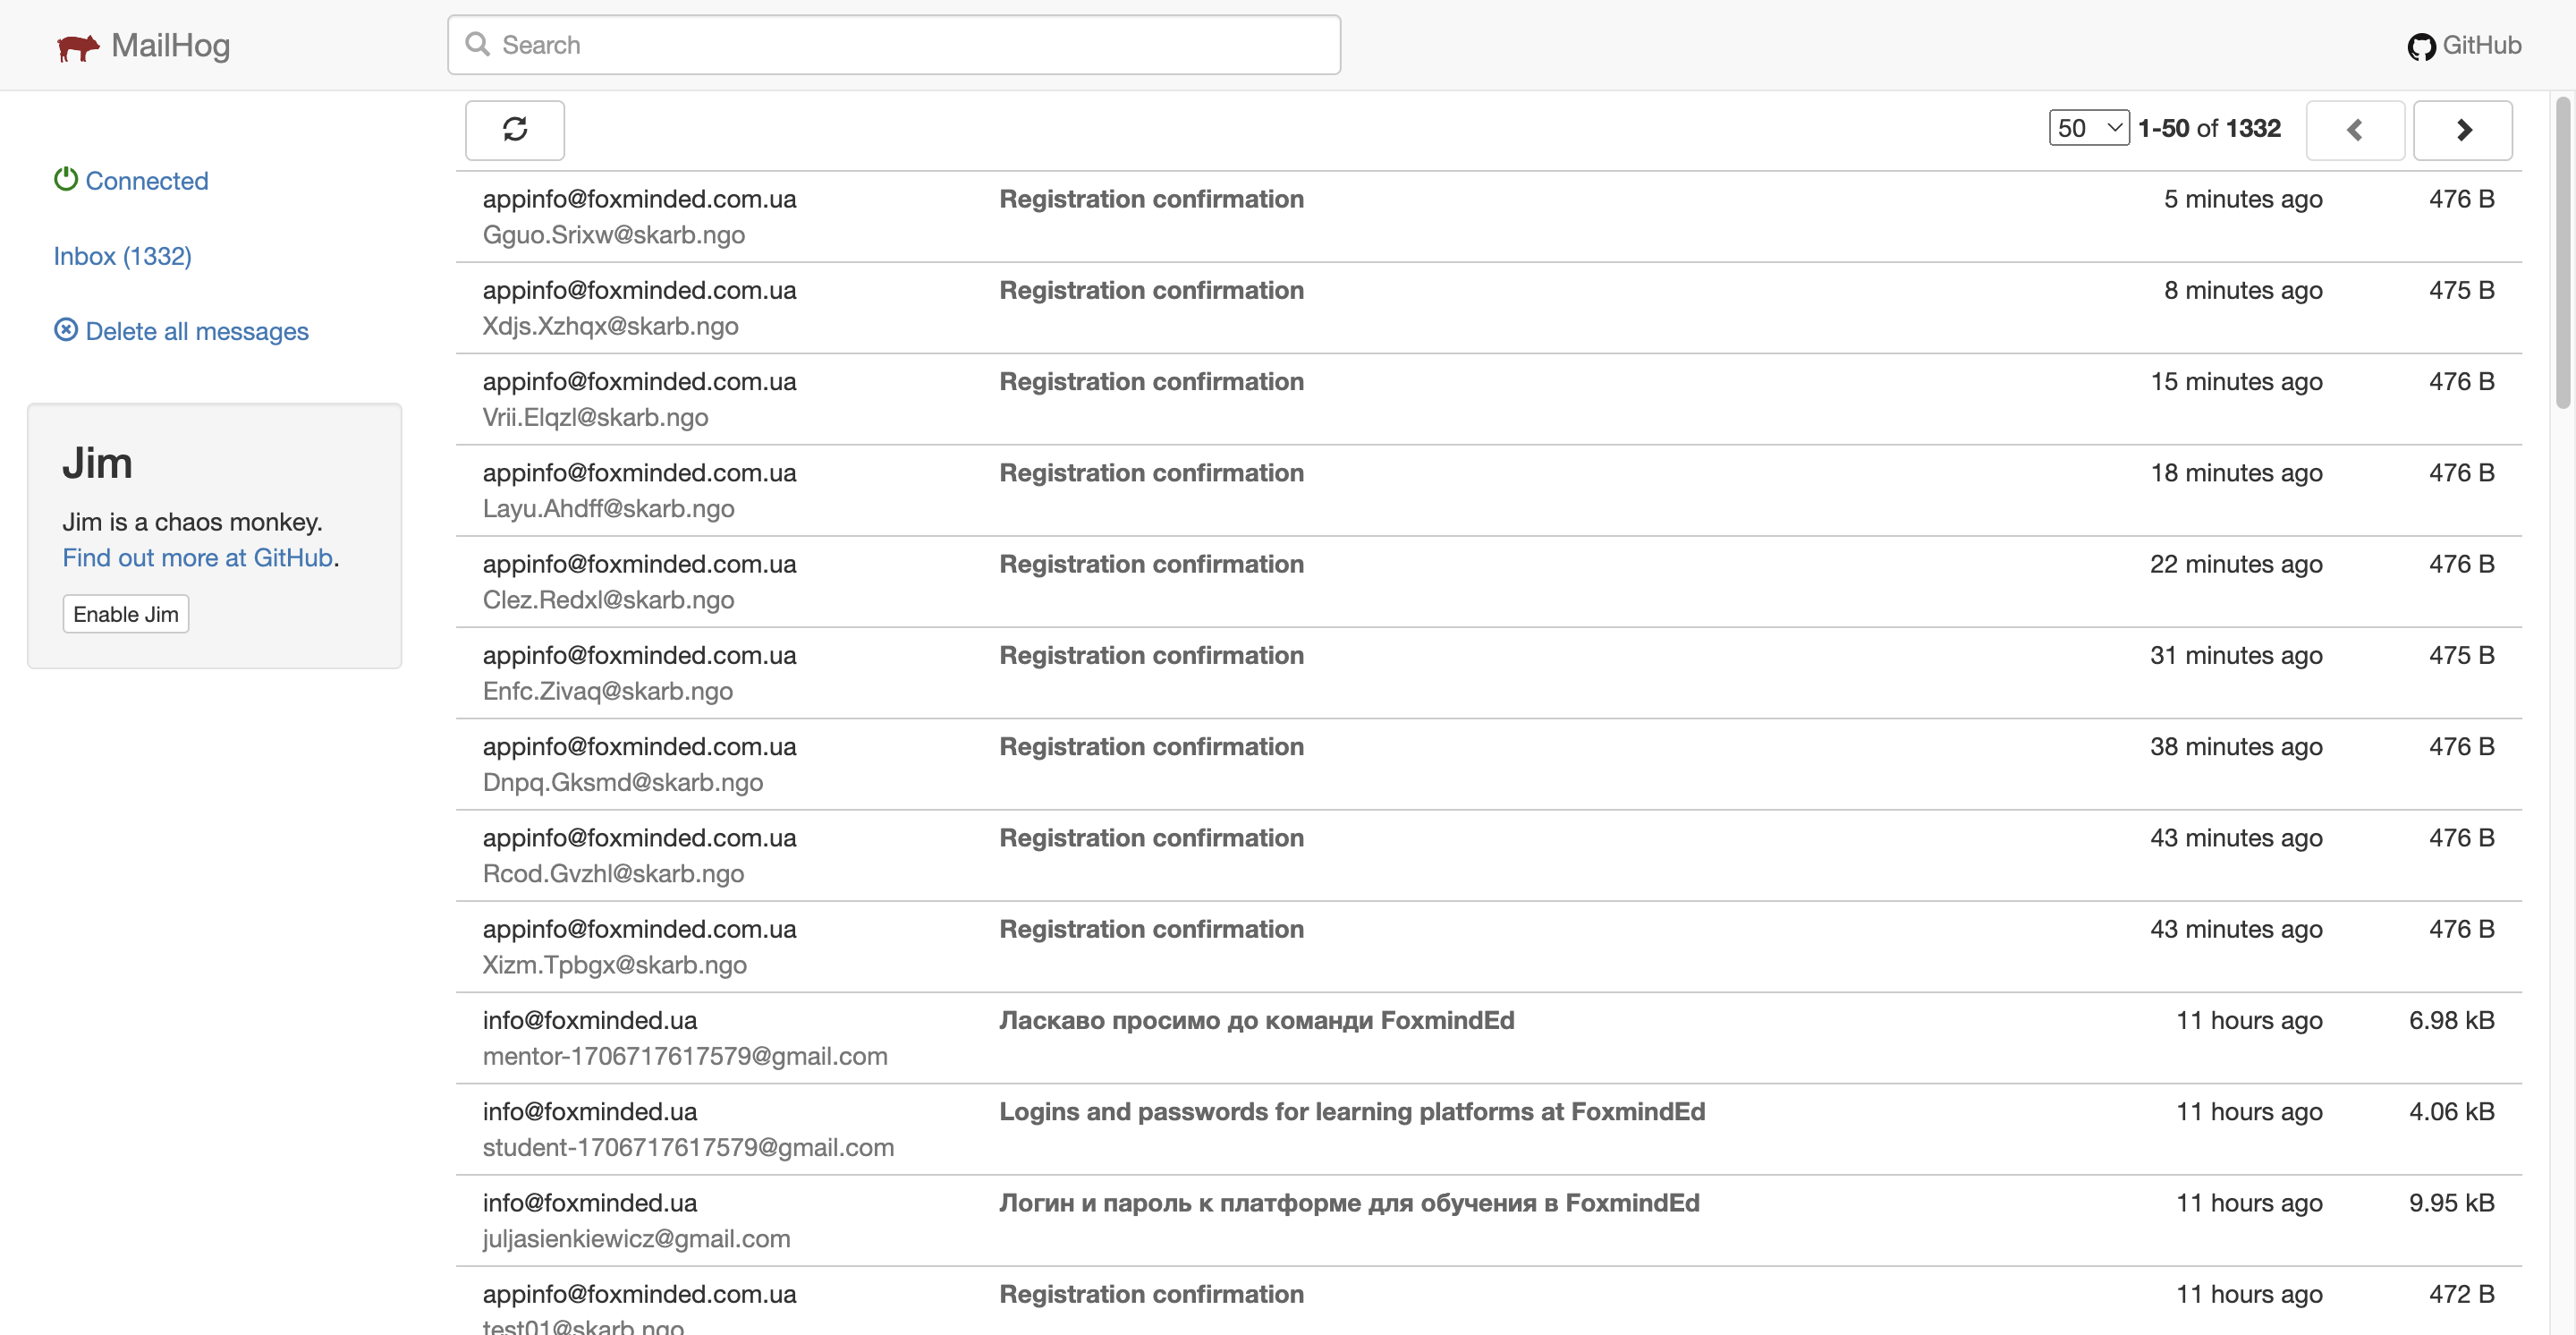 MailHog
Search
GitHub
Connected
Inbox (1332)
Delete all messages
Jim
Jim is a chaos monkey.
Find out more at GitHub.
Enable Jim
50 1-50 of 1332
appinfo@foxminded.com.ua Registration confirmation 5 minutes ago 476 B
Gguo.Srixw@skarb.ngo
appinfo@foxminded.com.ua Registration confirmation 8 minutes ago 475 B
Xdjs.Xzhqx@skarb.ngo
appinfo@foxminded.com.ua Registration confirmation 15 minutes ago 476 B
Vrii.Elqzl@skarb.ngo
appinfo@foxminded.com.ua Registration confirmation 18 minutes ago 476 B
Layu.Ahdff@skarb.ngo
appinfo@foxminded.com.ua Registration confirmation 22 minutes ago 476 B
Clez.Redxl@skarb.ngo
appinfo@foxminded.com.ua Registration confirmation 31 minutes ago 475 B
Enfc.Zivaq@skarb.ngo
appinfo@foxminded.com.ua Registration confirmation 38 minutes ago 476 B
Dnpq.Gksmd@skarb.ngo
appinfo@foxminded.com.ua Registration confirmation 43 minutes ago 476 B
Rcod.Gvzhl@skarb.ngo
appinfo@foxminded.com.ua Registration confirmation 43 minutes ago 476 B
Xizm.Tpbgx@skarb.ngo
info@foxminded.ua Ласкаво просимо до команди FoxmindEd 11 hours ago 6.98 kB
mentor-1706717617579@gmail.com
info@foxminded.ua Logins and passwords for learning platforms at FoxmindEd 11 hours ago 4.06 kB
student-1706717617579@gmail.com
info@foxminded.ua Логин и пароль к платформе для обучения в FoxmindEd 11 hours ago 9.95 kB
juljasienkiewicz@gmail.com
appinfo@foxminded.com.ua Registration confirmation 11 hours ago 472 B
test01@skarb.ngo